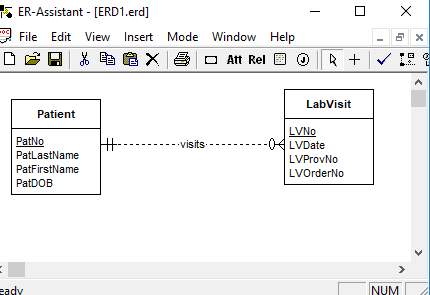 ER-Assistant - [ERD1.erd]
File Edit View Insert Mode Window
Att Rel
Patient
PatNo
PatLastName
PatFirstName
PatDOB
visits
LabVisit
LVNo
LVDate
LVProvNo
LVOrderNo
eady
NUM